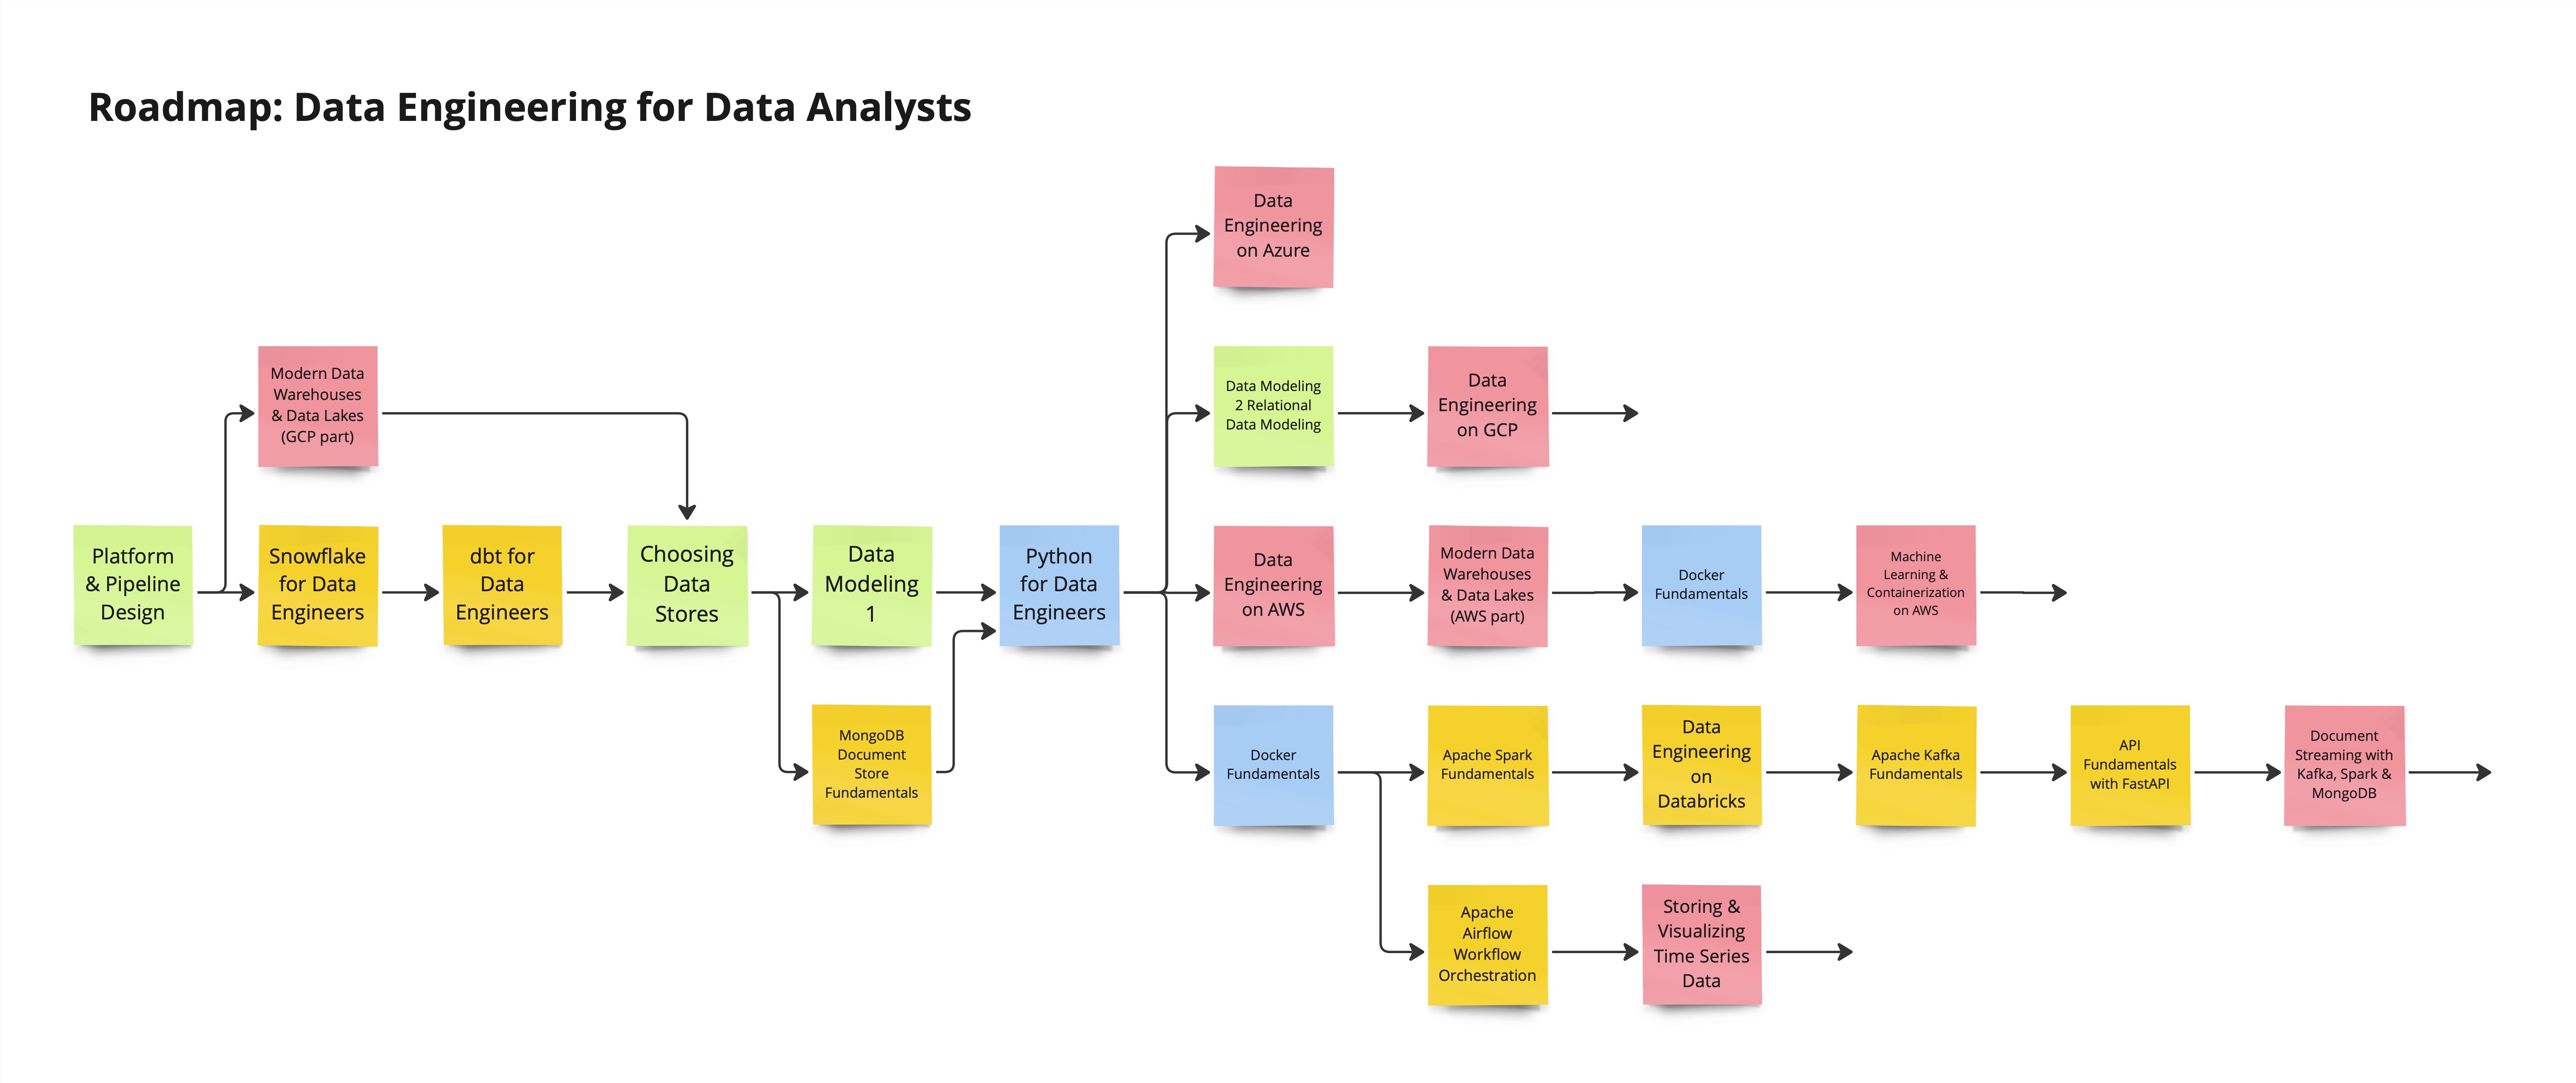 Roadmap: Data Engineering for Data Analysts
Data
Engineering
on Azure
Modern Data
Warehouses
& Data Lakes
(GCP part)
Data Modeling
2 Relational
Data Modeling
Data
Engineering
on GCP
Platform
& Pipeline
Design
Snowflake
for Data
Engineers
dbt for
Data
Engineers
Choosing
Data
Stores
Data
Modeling
1
Python
for Data
Engineers
Data
Engineering
on AWS
Modern Data
Warehouses
& Data Lakes
(AWS part)
Docker
Fundamentals
Machine
Learning &
Containerization
on AWS
MongoDB
Document
Store
Fundamentals
Docker
Fundamentals
Apache Spark
Fundamentals
Data
Engineering
on
Databricks
Apache Kafka
Fundamentals
API
Fundamentals
with FastAPI
Document
Streaming with
Kafka, Spark &
MongoDB
Apache
Airflow
Workflow
Orchestration
Storing &
Visualizing
Time Series
Data